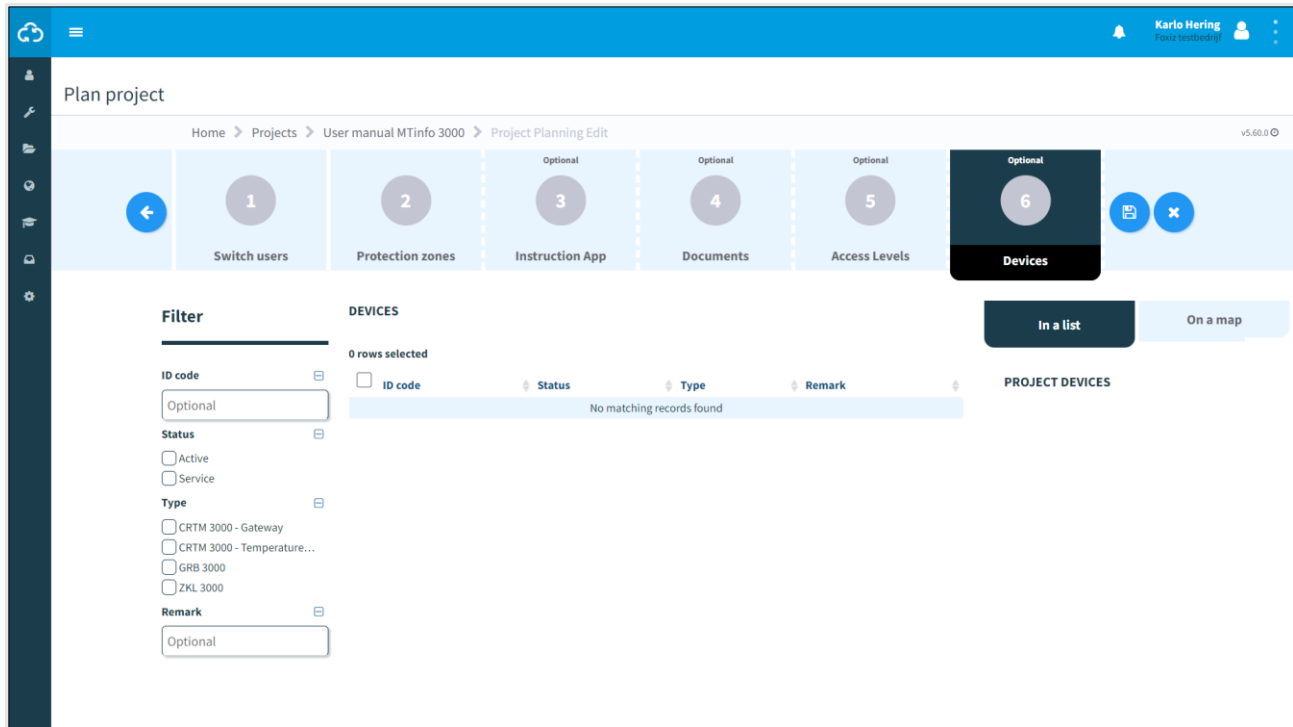 Karlo Hering
Foxiz testbedrijf
Plan project
Home Projects User manual MTinfo 3000 Project Planning Edit
v5.60.0
1
Switch users
2
Protection zones
Optional
3
Instruction App
Optional
4
Documents
Optional
5
Access Levels
Optional
6
Devices
Filter
ID code
Optional
Status
Active
Service
Type
CRTM 3000 - Gateway
CRTM 3000 - Temperature...
GRB 3000
ZKL 3000
Remark
Optional
DEVICES
0 rows selected
ID code Status Type Remark
No matching records found
In a list
On a map
PROJECT DEVICES